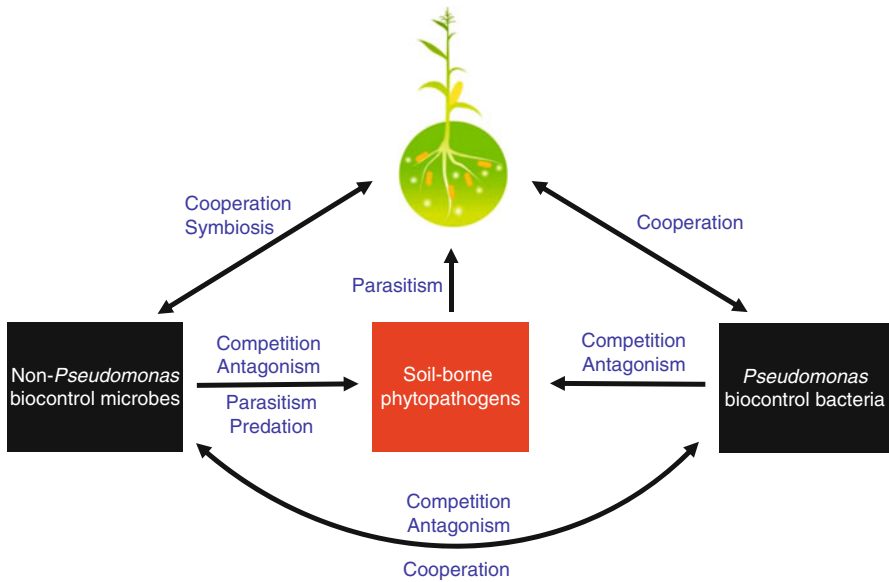 Cooperation
Symbiosis
Cooperation
Parasitism
Non-Pseudomonas
biocontrol microbes
Competition
Antagonism
Parasitism
Predation
Soil-borne
phytopathogens
Competition
Antagonism
Pseudomonas
biocontrol bacteria
Competition
Antagonism
Cooperation